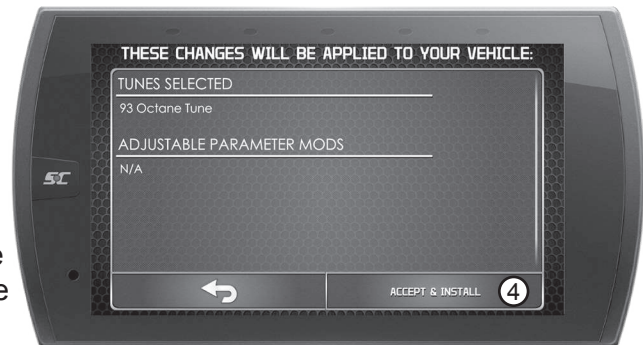 THESE CHANGES WILL BE APPLIED TO YOUR VEHICLE:
TUNES SELECTED
93 Octane Tune
ADJUSTABLE PARAMETER MODS
N/A
ACCEPT & INSTALL 4